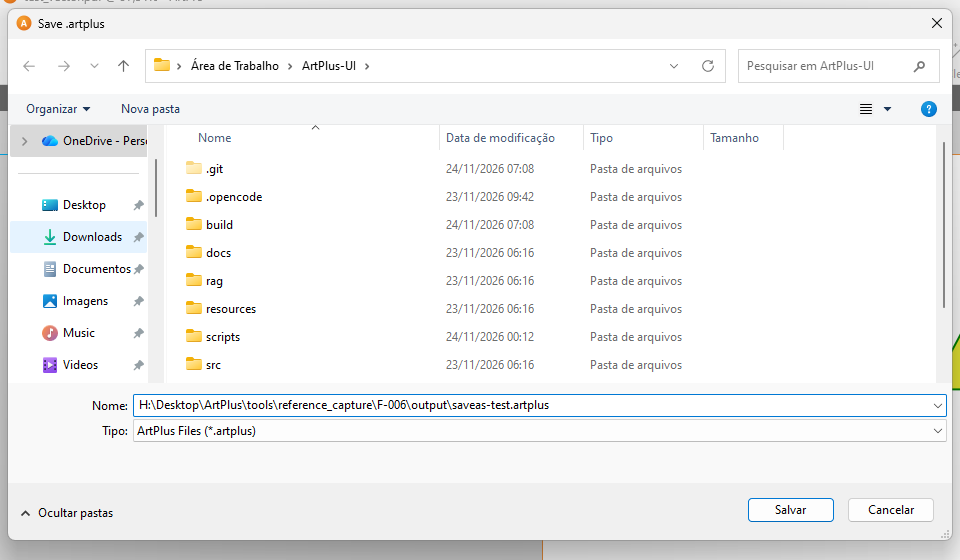 Save .artplus
Área de Trabalho > ArtPlus-UI >
Pesquisar em ArtPlus-UI
Organizar
Nova pasta
Nome Data de modificação Tipo Tamanho
OneDrive - Perso
Desktop
Downloads
Documentos
Imagens
Music
Videos
.git 24/11/2026 07:08 Pasta de arquivos
.opencode 23/11/2026 09:42 Pasta de arquivos
build 24/11/2026 07:08 Pasta de arquivos
docs 23/11/2026 06:16 Pasta de arquivos
rag 23/11/2026 06:16 Pasta de arquivos
resources 23/11/2026 06:16 Pasta de arquivos
scripts 24/11/2026 00:12 Pasta de arquivos
src 23/11/2026 06:16 Pasta de arquivos
Nome: H:\Desktop\ArtPlus\tools\reference_capture\F-006\output\saveas-test.artplus
Tipo: ArtPlus Files (*.artplus)
Ocultar pastas
Salvar
Cancelar